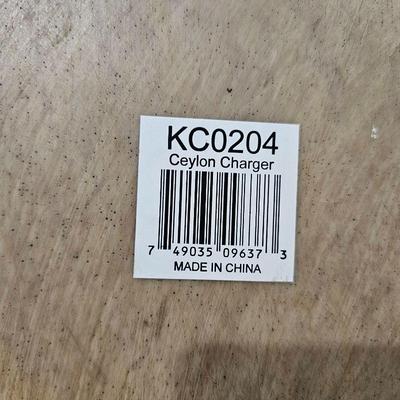 KC0204
Ceylon Charger
7 49035 09637 3
MADE IN CHINA